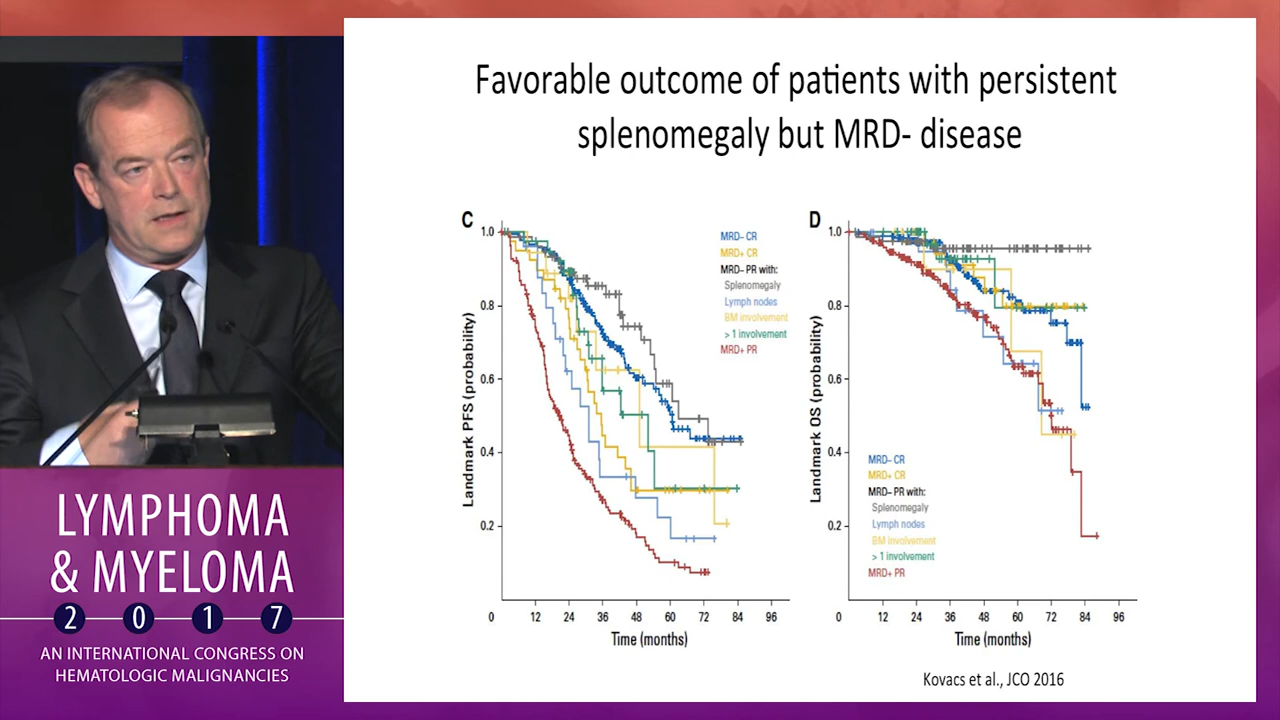 Favorable outcome of patients with persistent
splenomegaly but MRD- disease
C
Landmark PFS (probability)
1.0
0.8
0.6
0.4
0.2
0
12
24
36
48
60
72
84
96
Time (months)
MRD– CR
MRD+ CR
MRD– PR with:
Splenomegaly
Lymph nodes
BM involvement
> 1 involvement
MRD+ PR
D
Landmark OS (probability)
1.0
0.8
0.6
0.4
0.2
0
12
24
36
48
60
72
84
96
Time (months)
MRD– CR
MRD+ CR
MRD– PR with:
Splenomegaly
Lymph nodes
BM involvement
> 1 involvement
MRD+ PR
Kovacs et al., JCO 2016
LYMPHOMA
& MYELOMA
2 0 1 7
AN INTERNATIONAL CONGRESS ON
HEMATOLOGIC MALIGNANCIES